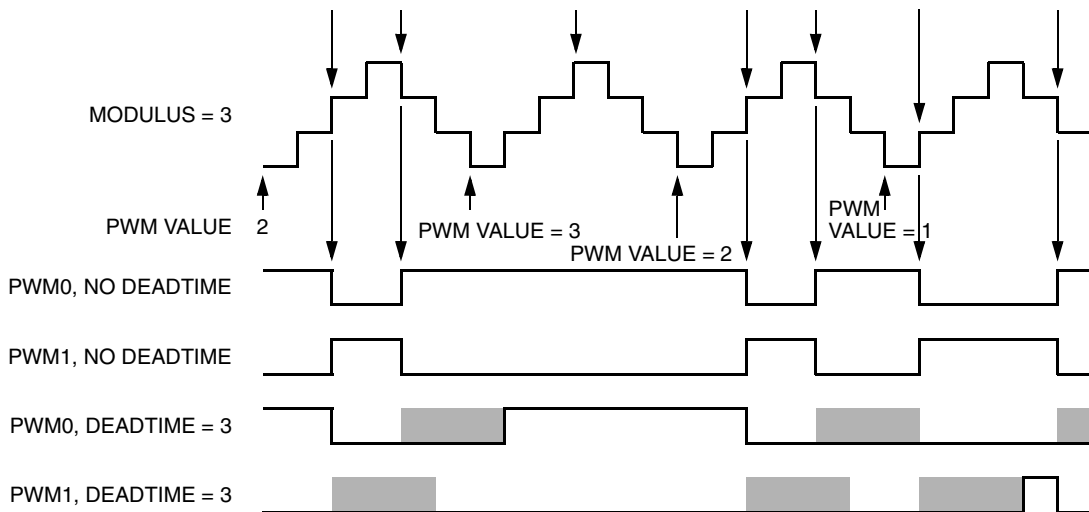 MODULUS = 3
PWM VALUE 2
PWM VALUE = 3
PWM VALUE = 2
PWM
VALUE = 1
PWM0, NO DEADTIME
PWM1, NO DEADTIME
PWM0, DEADTIME = 3
PWM1, DEADTIME = 3